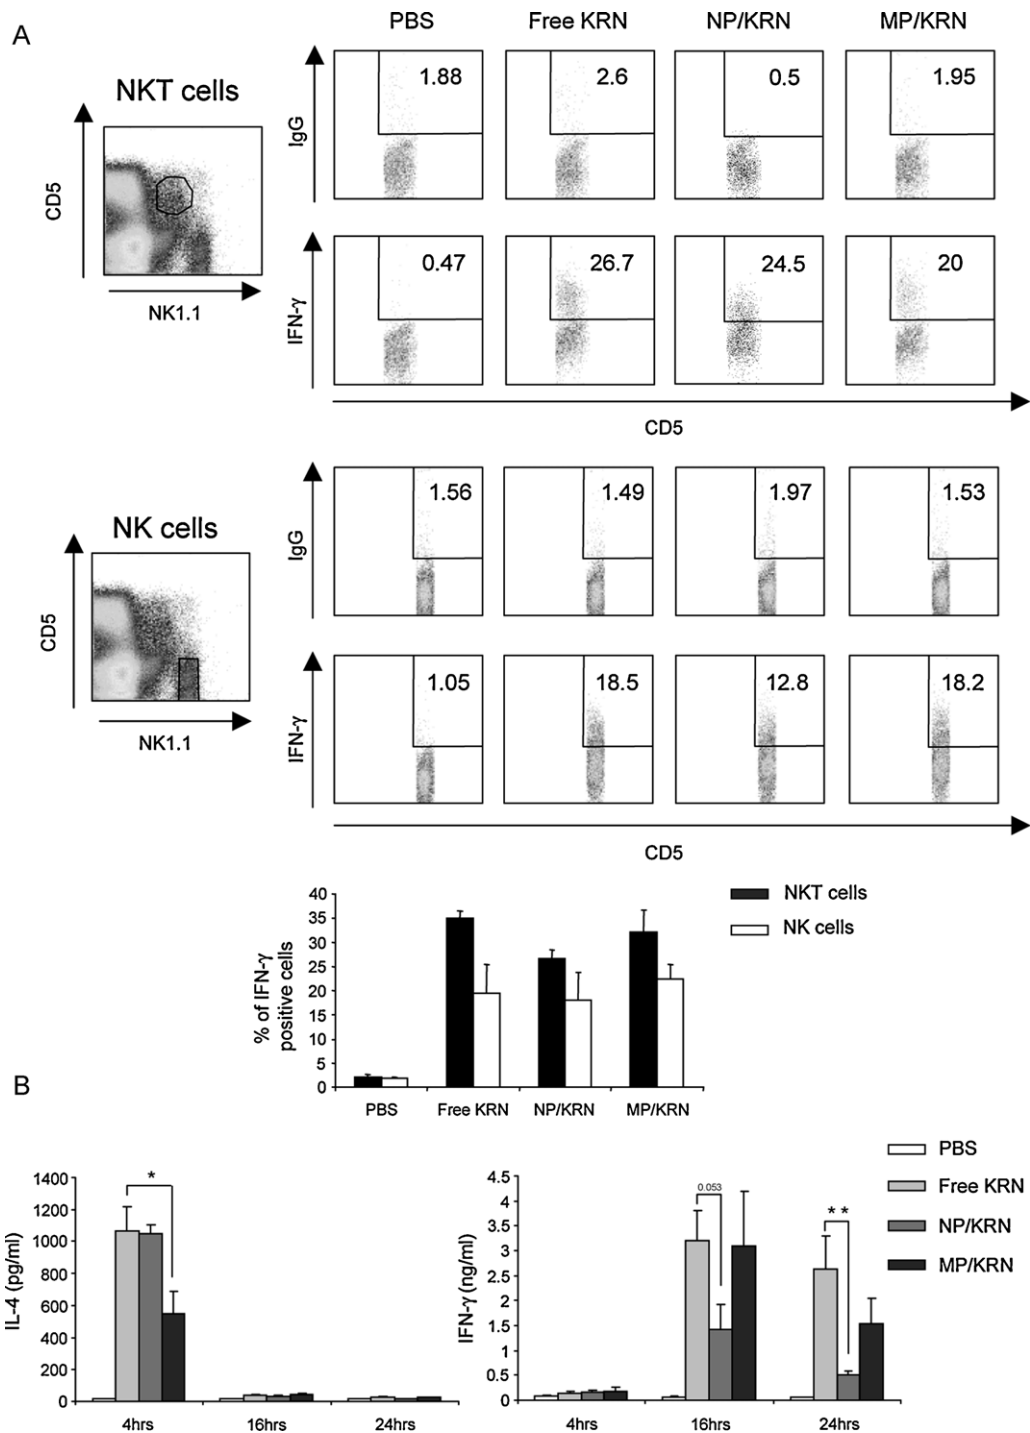 A
PBS Free KRN NP/KRN MP/KRN
NKT cells
CD5
NK1.1
IgG
1.88 2.6 0.5 1.95
IFN-γ
0.47 26.7 24.5 20
CD5
NK cells
CD5
NK1.1
IgG
1.56 1.49 1.97 1.53
IFN-γ
1.05 18.5 12.8 18.2
CD5
% of IFN-γ
positive cells
40
35
30
25
20
15
10
5
0
PBS Free KRN NP/KRN MP/KRN
NKT cells
NK cells
B
IL-4 (pg/ml)
1400
1200
1000
800
600
400
200
0
*
4hrs 16hrs 24hrs
IFN-γ (ng/ml)
4.5
4
3.5
3
2.5
2
1.5
1
0.5
0
0.053
* *
4hrs 16hrs 24hrs
PBS
Free KRN
NP/KRN
MP/KRN